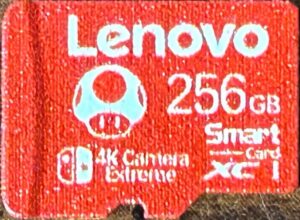 Lenovo
256GB
Smart
Card
4K Camera
Extreme
XC I